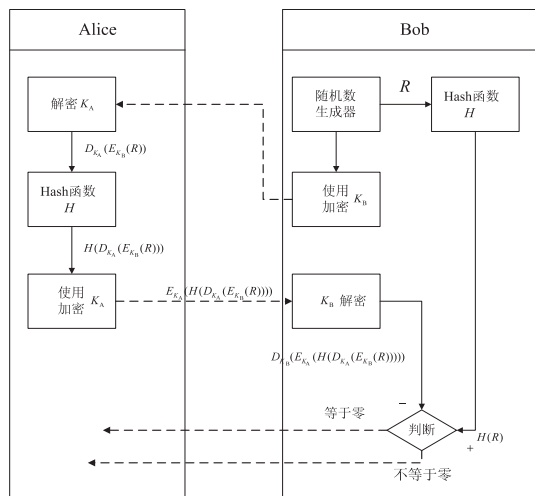 Alice
Bob
解密 K_A
随机数
生成器
R
Hash函数
H
D_{K_A}(E_{K_B}(R))
Hash函数
H
使用
加密 K_B
H(D_{K_A}(E_{K_B}(R)))
使用
加密 K_A
E_{K_A}(H(D_{K_A}(E_{K_B}(R))))
K_B 解密
D_{K_B}(E_{K_A}(H(D_{K_A}(E_{K_B}(R)))))
−
等于零
判断
+
H(R)
不等于零